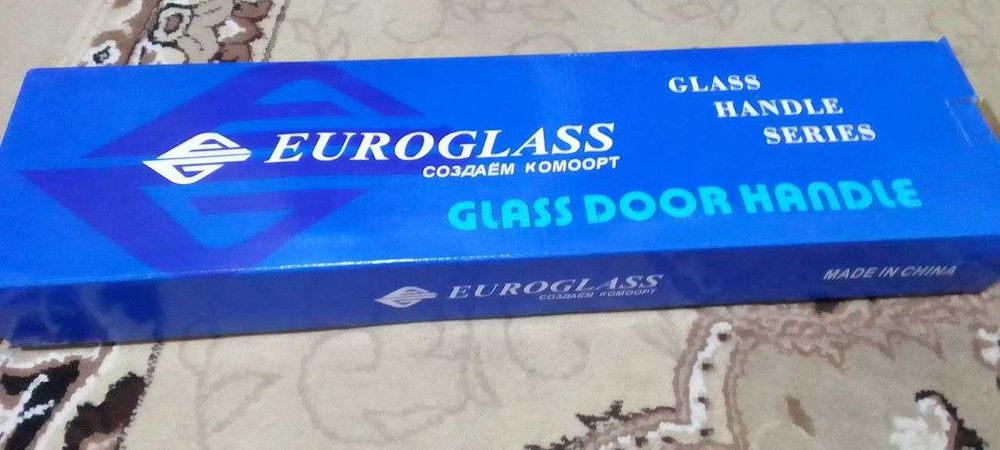 EUROGLASS
СОЗДАЁМ КОМООРТ
GLASS
HANDLE
SERIES
GLASS DOOR HANDLE
EUROGLASS
СОЗДАЁМ КОМООРТ
MADE IN CHINA